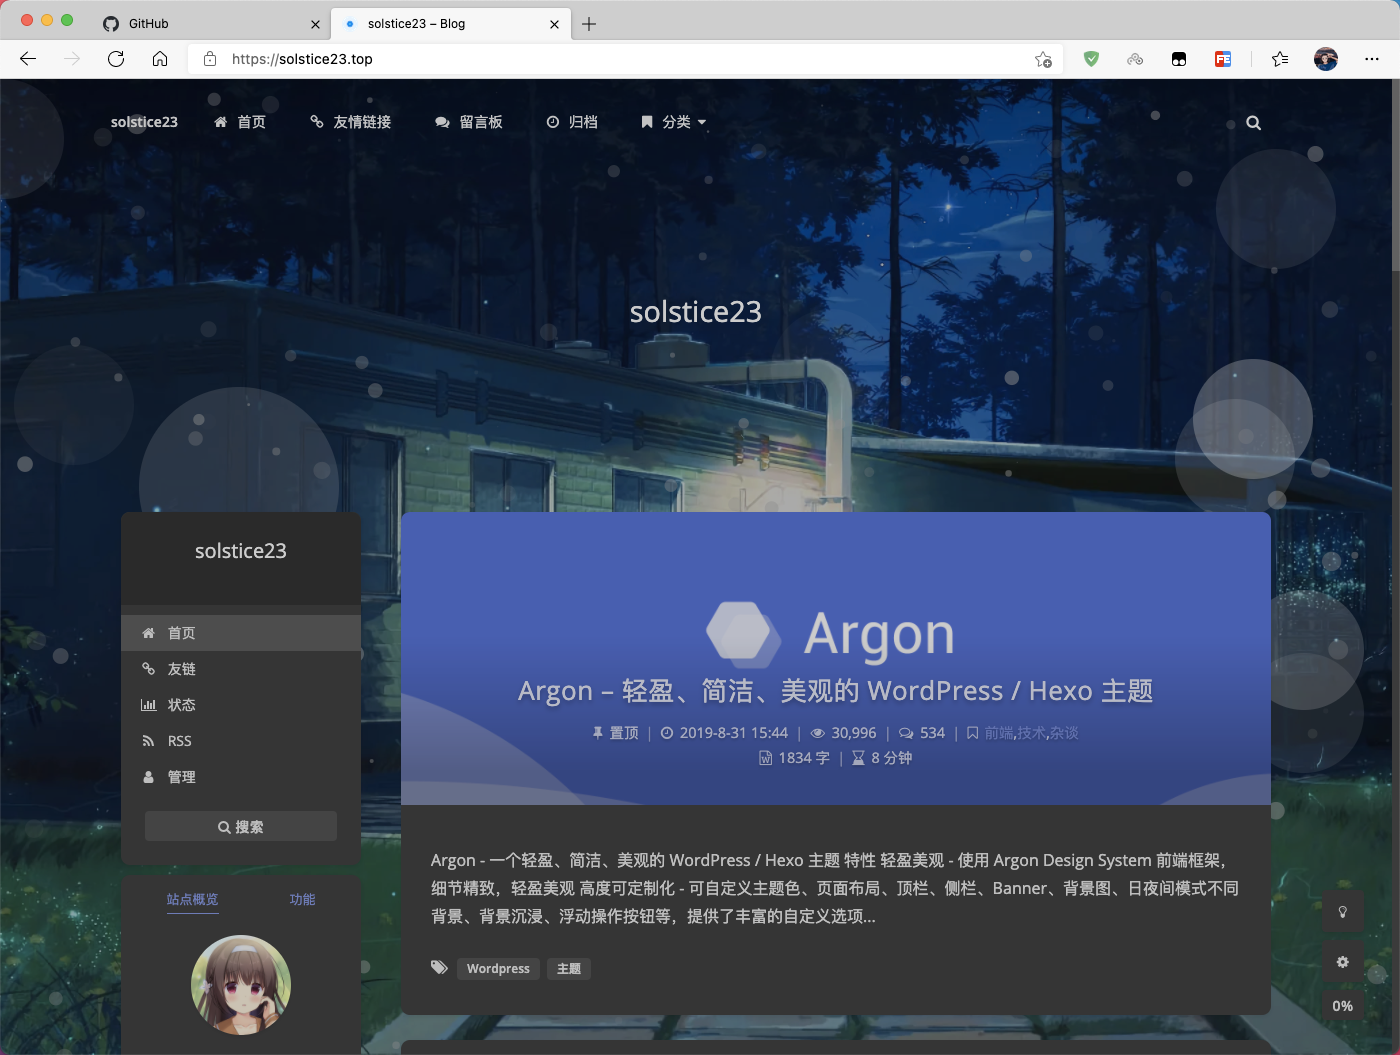 GitHub
solstice23 – Blog
https://solstice23.top
FE
solstice23 首页 友情链接 留言板 归档 分类
solstice23
solstice23
首页
友链
状态
RSS
管理
搜索
站点概览 功能
Argon
Argon – 轻盈、简洁、美观的 WordPress / Hexo 主题
置顶 | 2019-8-31 15:44 | 30,996 | 534 | 前端,技术,杂谈
1834 字 | 8 分钟
Argon - 一个轻盈、简洁、美观的 WordPress / Hexo 主题 特性 轻盈美观 - 使用 Argon Design System 前端框架，
细节精致，轻盈美观 高度可定制化 - 可自定义主题色、页面布局、顶栏、侧栏、Banner、背景图、日夜间模式不同
背景、背景沉浸、浮动操作按钮等，提供了丰富的自定义选项...
Wordpress 主题
0%